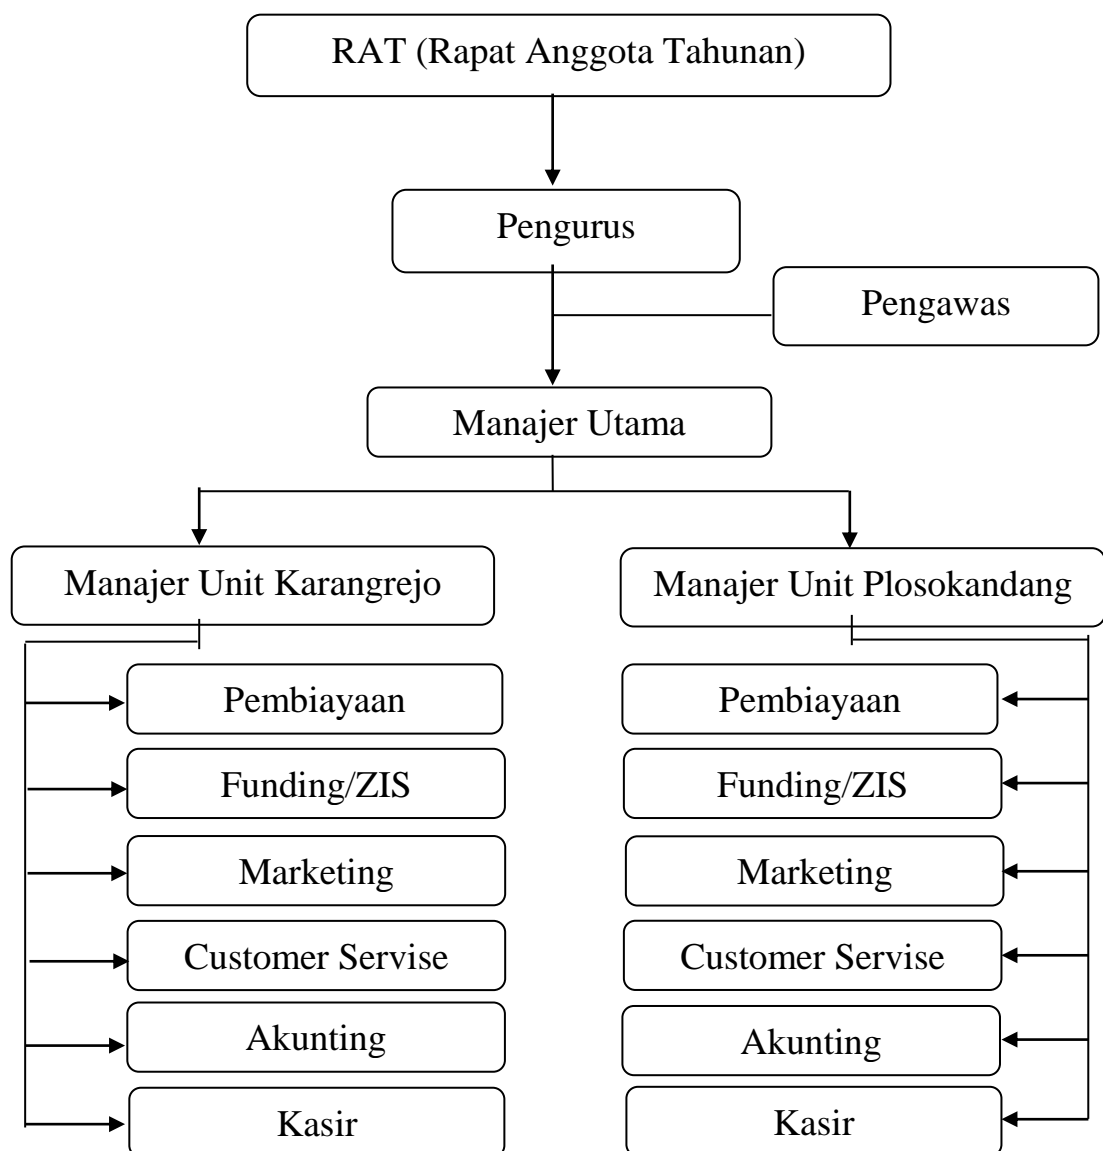 RAT (Rapat Anggota Tahunan)
Pengurus
Pengawas
Manajer Utama
Manajer Unit Karangrejo
Manajer Unit Plosokandang
Pembiayaan
Pembiayaan
Funding/ZIS
Funding/ZIS
Marketing
Marketing
Customer Servise
Customer Servise
Akunting
Akunting
Kasir
Kasir